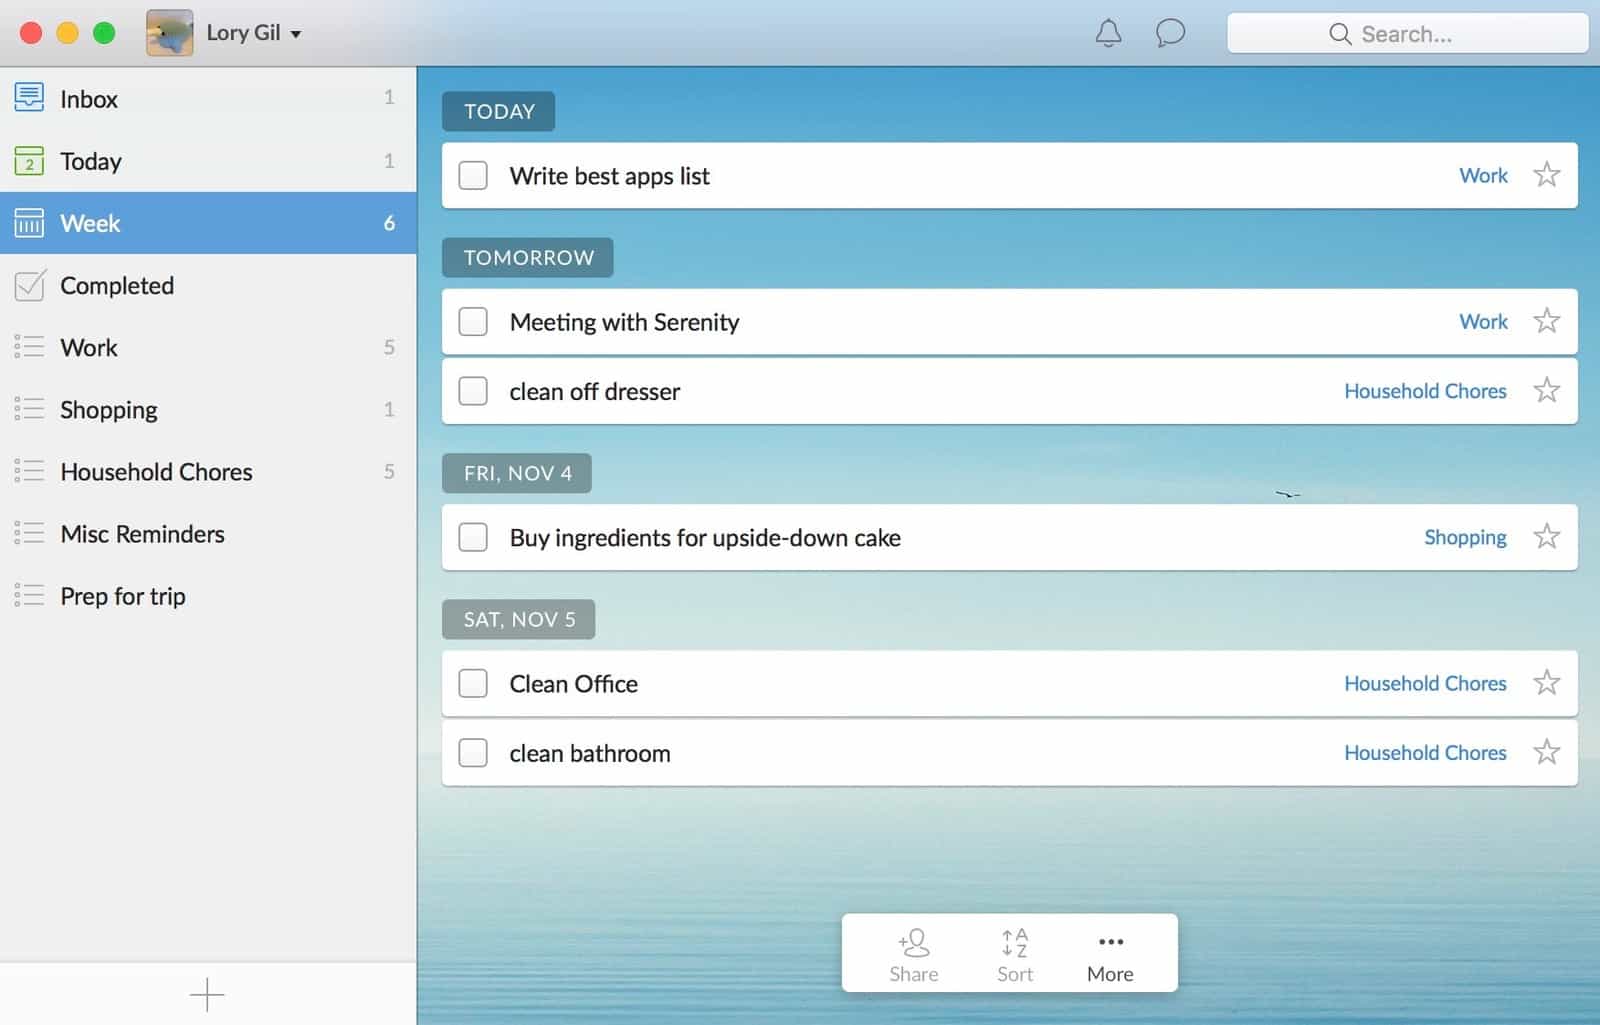 Lory Gil
Search...
Inbox 1
2 Today 1
Week 6
Completed
Work 5
Shopping 1
Household Chores 5
Misc Reminders
Prep for trip
TODAY
Write best apps list Work
TOMORROW
Meeting with Serenity Work
clean off dresser Household Chores
FRI, NOV 4
Buy ingredients for upside-down cake Shopping
SAT, NOV 5
Clean Office Household Chores
clean bathroom Household Chores
A
Z
Share Sort More